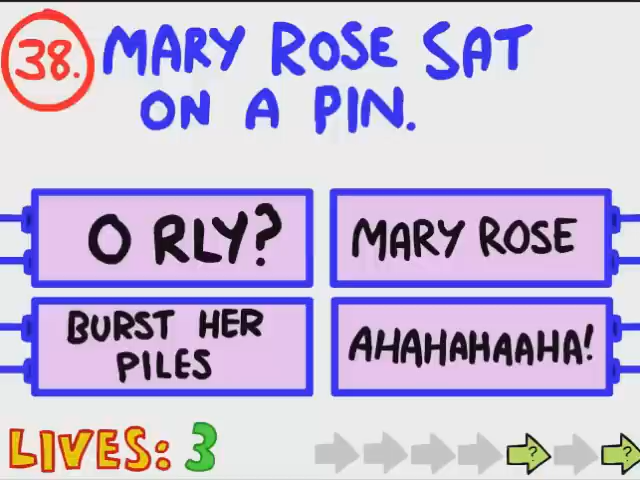 38. MARY ROSE SAT
ON A PIN.
O RLY?
MARY ROSE
BURST HER
PILES
AHAHAHAAHA!
LIVES: 3
? ?